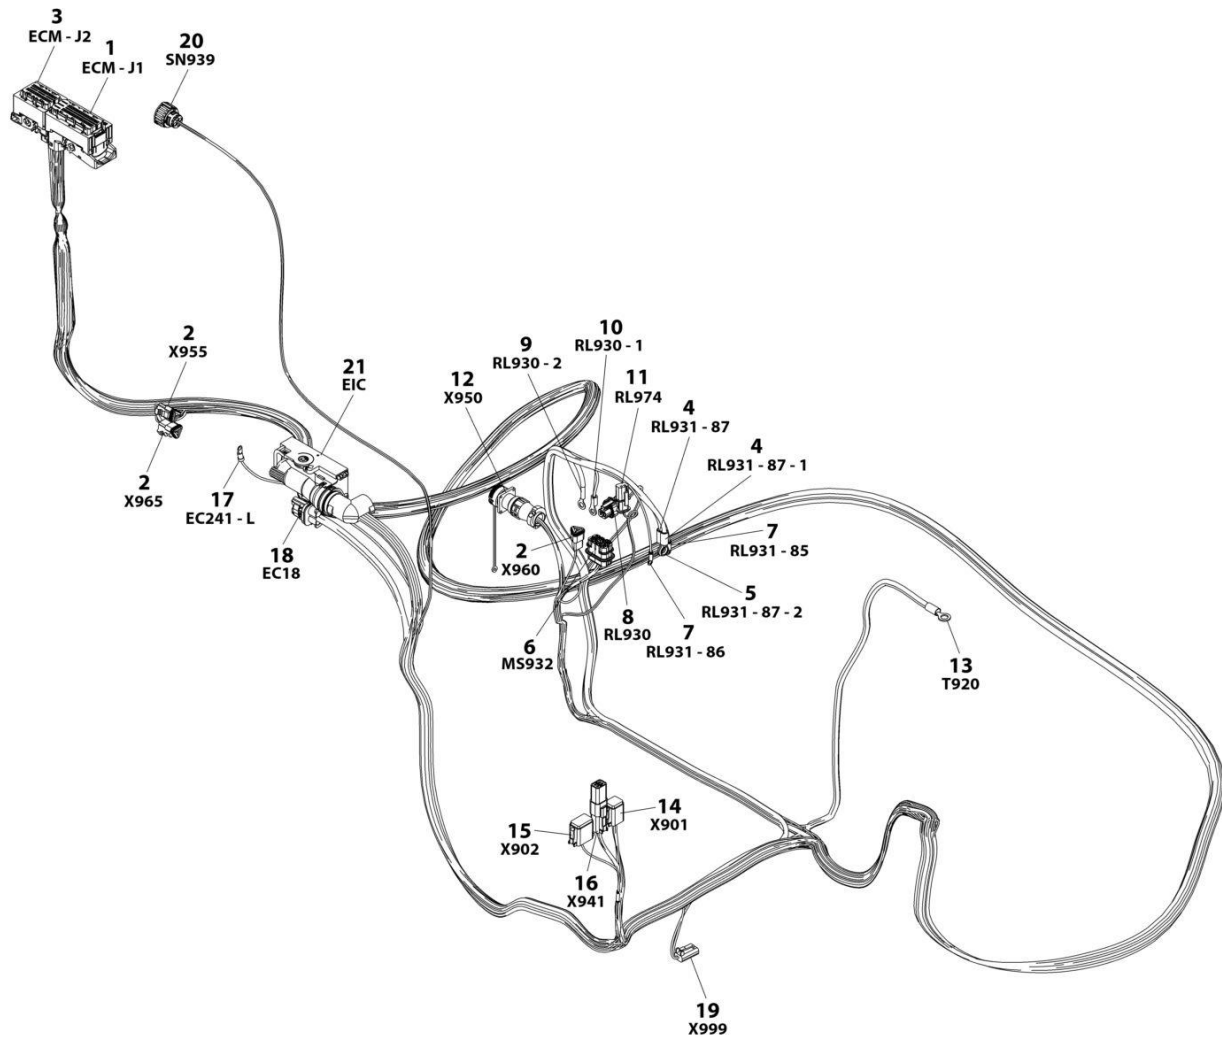 3
ECM - J2
1
ECM - J1
20
SN939
2
X955
2
X965
17
EC241 - L
21
EIC
18
EC18
12
X950
9
RL930 - 2
10
RL930 - 1
11
RL974
4
RL931 - 87
4
RL931 - 87 - 1
7
RL931 - 85
5
RL931 - 87 - 2
2
X960
8
RL930
7
RL931 - 86
6
MS932
13
T920
14
X901
15
X902
16
X941
19
X999